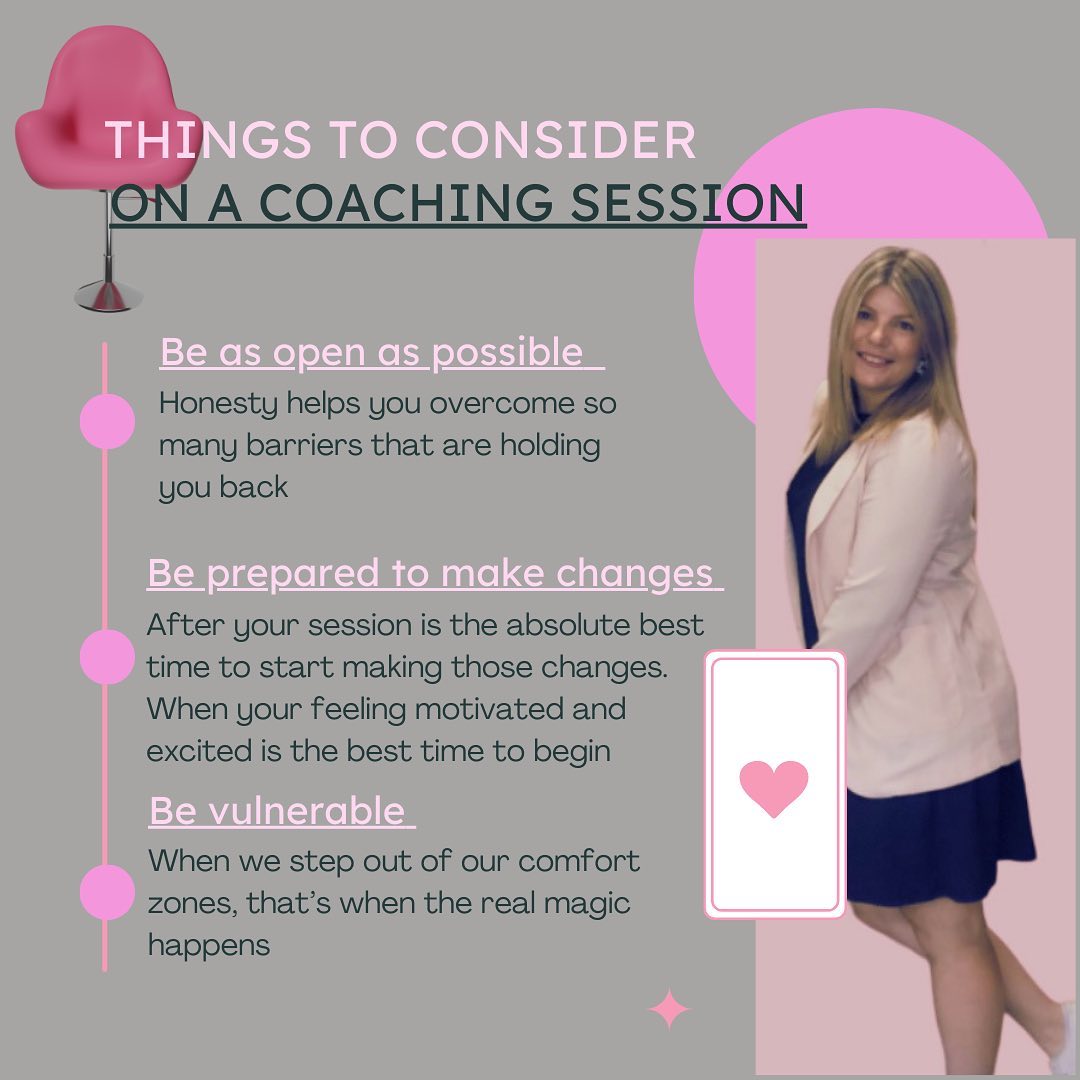 THINGS TO CONSIDER
ON A COACHING SESSION
Be as open as possible
Honesty helps you overcome so
many barriers that are holding
you back
Be prepared to make changes
After your session is the absolute best
time to start making those changes.
When your feeling motivated and
excited is the best time to begin
Be vulnerable
When we step out of our comfort
zones, that’s when the real magic
happens